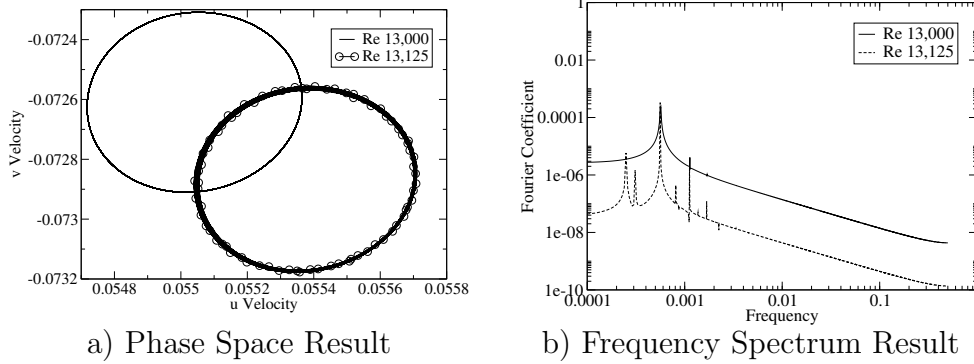 -0.0724
-0.0726
-0.0728
-0.073
-0.0732
v Velocity
0.0548
0.055
0.0552
0.0554
0.0556
0.0558
u Velocity
Re 13,000
Re 13,125
a) Phase Space Result
1
0.01
0.0001
1e-06
1e-08
1e-10
Fourier Coefficient
0.0001
0.001
0.01
0.1
Frequency
Re 13,000
Re 13,125
b) Frequency Spectrum Result